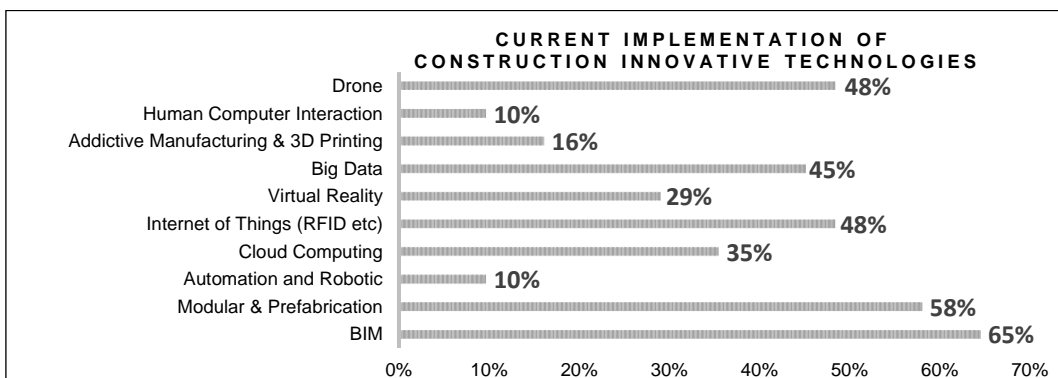 CURRENT IMPLEMENTATION OF
CONSTRUCTION INNOVATIVE TECHNOLOGIES
Drone 48%
Human Computer Interaction 10%
Addictive Manufacturing & 3D Printing 16%
Big Data 45%
Virtual Reality 29%
Internet of Things (RFID etc) 48%
Cloud Computing 35%
Automation and Robotic 10%
Modular & Prefabrication 58%
BIM 65%
0% 10% 20% 30% 40% 50% 60% 70%